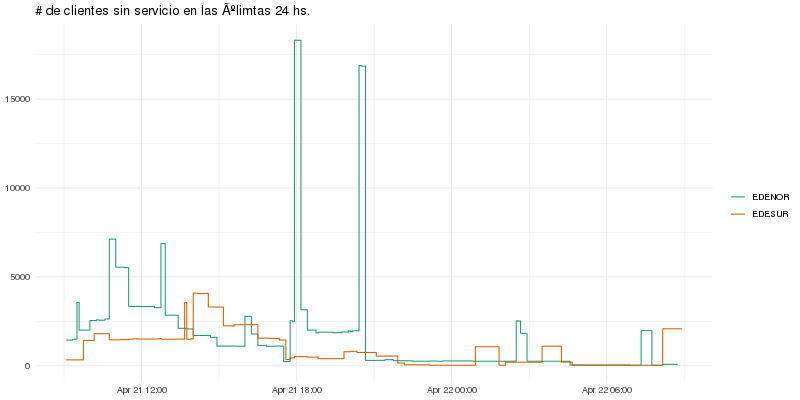 # de clientes sin servicio en las Ãºlimtas 24 hs.
15000
10000
5000
0
Apr 21 12:00
Apr 21 18:00
Apr 22 00:00
Apr 22 06:00
EDENOR
EDESUR